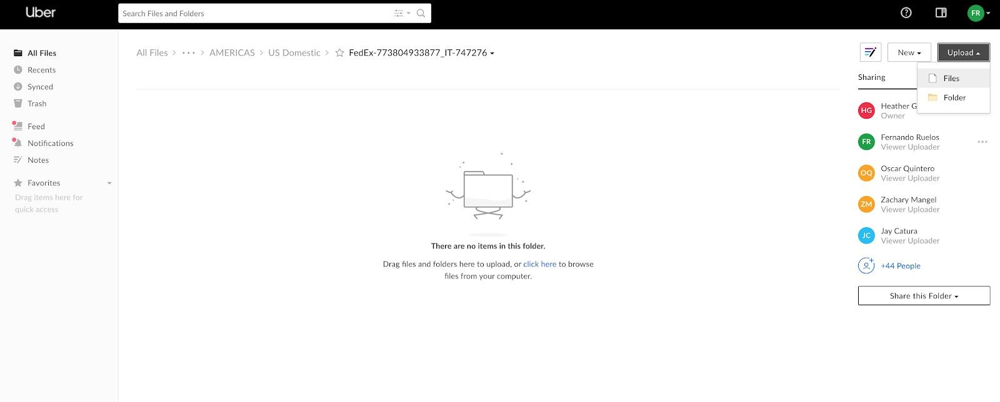 Uber
Search Files and Folders
FR
All Files
Recents
Synced
Trash
Feed
Notifications
Notes
Favorites
Drag items here for
quick access
All Files > ··· > AMERICAS > US Domestic > FedEx-773804933877_IT-747276
New
Upload
Files
Folder
Sharing
HG
Heather G
Owner
FR
Fernando Ruelos
Viewer Uploader
OQ
Oscar Quintero
Viewer Uploader
ZM
Zachary Mangel
Viewer Uploader
JC
Jay Catura
Viewer Uploader
+44 People
Share this Folder
There are no items in this folder.
Drag files and folders here to upload, or click here to browse
files from your computer.